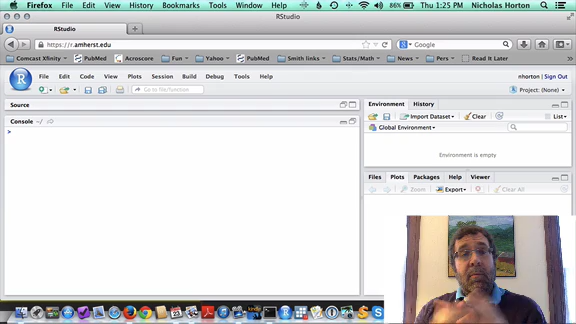 Firefox File Edit View History Bookmarks Tools Window Help 86% Thu 1:25 PM Nicholas Horton
RStudio
RStudio
https://r.amherst.edu
Google
Comcast Xfinity PubMed Acroscore Fun Yahoo PubMed Smith links Stats/Math News Pers Read It Later
R File Edit Code View Plots Session Build Debug Tools Help nhorton | Sign Out
Go to file/function Project: (None)
Source
Console ~/
>
Environment History
Import Dataset Clear List
Global Environment
Environment is empty
Files Plots Packages Help Viewer
Zoom Export Clear All